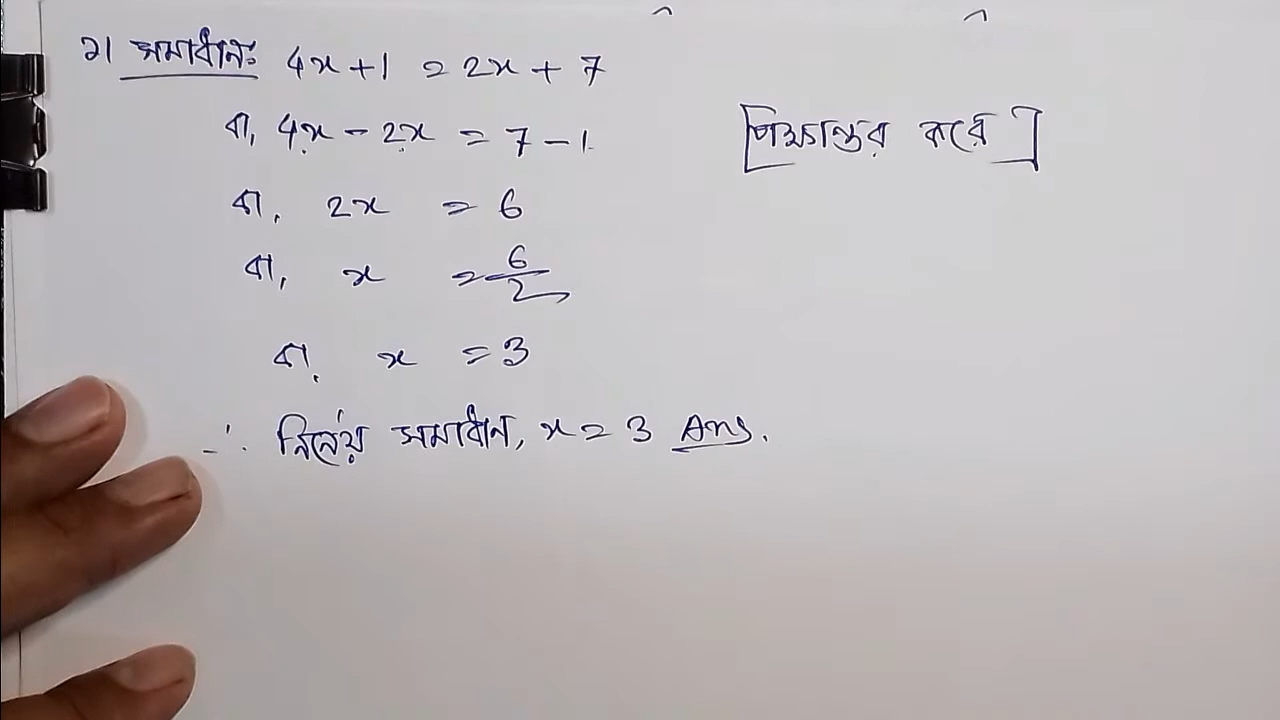 ১। সমাধানঃ 4x + 1 = 2x + 7
বা, 4x - 2x = 7 - 1 [পক্ষান্তর করে]
বা, 2x = 6
বা, x = 6/2
বা, x = 3
∴ নির্ণেয় সমাধান, x = 3 Ans.